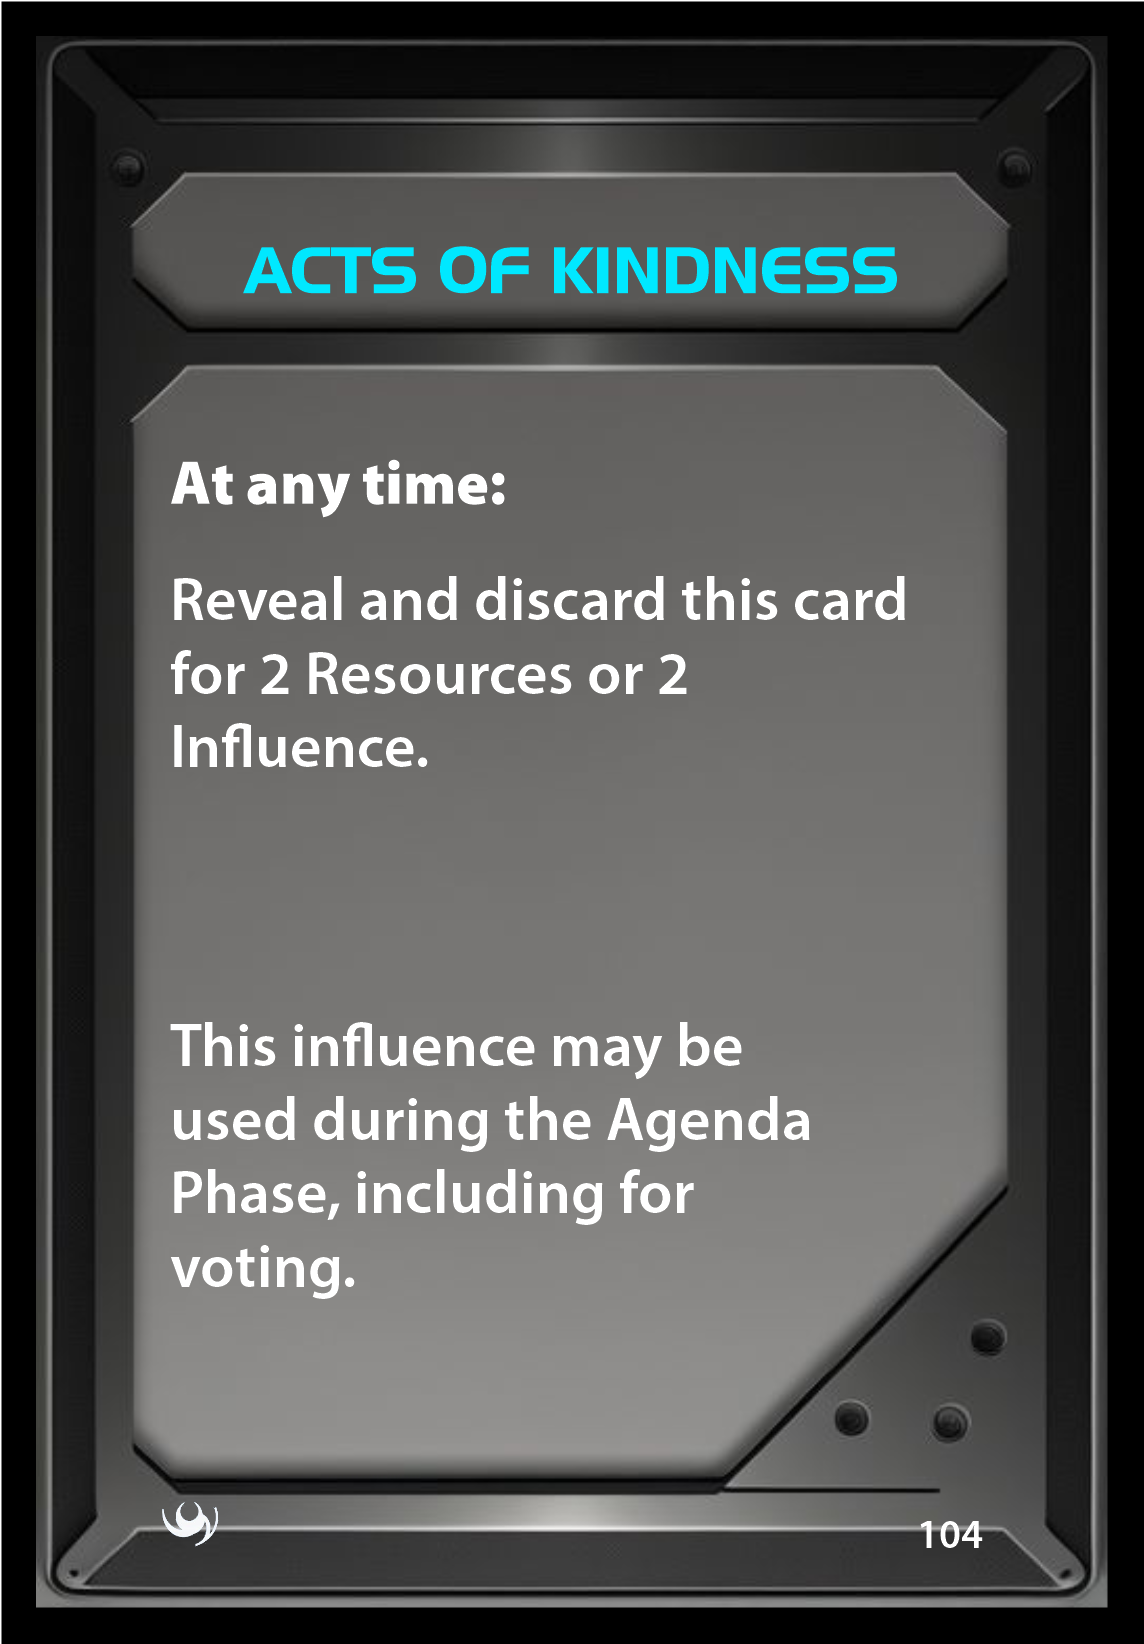 ACTS OF KINDNESS
At any time:
Reveal and discard this card
for 2 Resources or 2
Influence.
This influence may be
used during the Agenda
Phase, including for
voting.
104